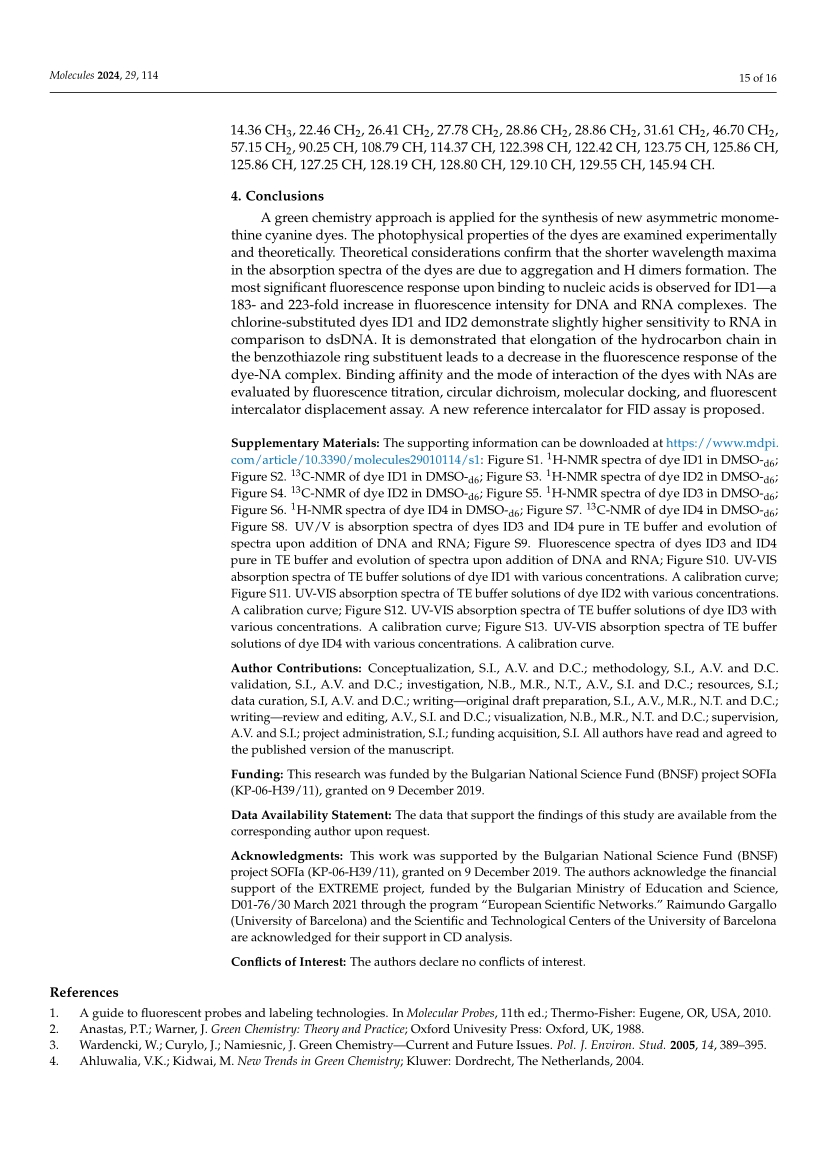 Molecules 2024, 29, 114
15 of 16
14.36 CH3, 22.46 CH2, 26.41 CH2, 27.78 CH2, 28.86 CH2, 28.86 CH2, 31.61 CH2, 46.70 CH2,
57.15 CH2, 90.25 CH, 108.79 CH, 114.37 CH, 122.398 CH, 122.42 CH, 123.75 CH, 125.86 CH,
125.86 CH, 127.25 CH, 128.19 CH, 128.80 CH, 129.10 CH, 129.55 CH, 145.94 CH.
4. Conclusions
A green chemistry approach is applied for the synthesis of new asymmetric monome-
thine cyanine dyes. The photophysical properties of the dyes are examined experimentally
and theoretically. Theoretical considerations confirm that the shorter wavelength maxima
in the absorption spectra of the dyes are due to aggregation and H dimers formation. The
most significant fluorescence response upon binding to nucleic acids is observed for ID1—a
183- and 223-fold increase in fluorescence intensity for DNA and RNA complexes. The
chlorine-substituted dyes ID1 and ID2 demonstrate slightly higher sensitivity to RNA in
comparison to dsDNA. It is demonstrated that elongation of the hydrocarbon chain in
the benzothiazole ring substituent leads to a decrease in the fluorescence response of the
dye-NA complex. Binding affinity and the mode of interaction of the dyes with NAs are
evaluated by fluorescence titration, circular dichroism, molecular docking, and fluorescent
intercalator displacement assay. A new reference intercalator for FID assay is proposed.
Supplementary Materials: The supporting information can be downloaded at https://www.mdpi.
com/article/10.3390/molecules29010114/s1: Figure S1. 1H-NMR spectra of dye ID1 in DMSO-d6;
Figure S2. 13C-NMR of dye ID1 in DMSO-d6; Figure S3. 1H-NMR spectra of dye ID2 in DMSO-d6;
Figure S4. 13C-NMR of dye ID2 in DMSO-d6; Figure S5. 1H-NMR spectra of dye ID3 in DMSO-d6;
Figure S6. 1H-NMR spectra of dye ID4 in DMSO-d6; Figure S7. 13C-NMR of dye ID4 in DMSO-d6;
Figure S8. UV/V is absorption spectra of dyes ID3 and ID4 pure in TE buffer and evolution of
spectra upon addition of DNA and RNA; Figure S9. Fluorescence spectra of dyes ID3 and ID4
pure in TE buffer and evolution of spectra upon addition of DNA and RNA; Figure S10. UV-VIS
absorption spectra of TE buffer solutions of dye ID1 with various concentrations. A calibration curve;
Figure S11. UV-VIS absorption spectra of TE buffer solutions of dye ID2 with various concentrations.
A calibration curve; Figure S12. UV-VIS absorption spectra of TE buffer solutions of dye ID3 with
various concentrations. A calibration curve; Figure S13. UV-VIS absorption spectra of TE buffer
solutions of dye ID4 with various concentrations. A calibration curve.
Author Contributions: Conceptualization, S.I., A.V. and D.C.; methodology, S.I., A.V. and D.C.
validation, S.I., A.V. and D.C.; investigation, N.B., M.R., N.T., A.V., S.I. and D.C.; resources, S.I.;
data curation, S.I, A.V. and D.C.; writing—original draft preparation, S.I., A.V., M.R., N.T. and D.C.;
writing—review and editing, A.V., S.I. and D.C.; visualization, N.B., M.R., N.T. and D.C.; supervision,
A.V. and S.I.; project administration, S.I.; funding acquisition, S.I. All authors have read and agreed to
the published version of the manuscript.
Funding: This research was funded by the Bulgarian National Science Fund (BNSF) project SOFIa
(KP-06-H39/11), granted on 9 December 2019.
Data Availability Statement: The data that support the findings of this study are available from the
corresponding author upon request.
Acknowledgments: This work was supported by the Bulgarian National Science Fund (BNSF)
project SOFIa (KP-06-H39/11), granted on 9 December 2019. The authors acknowledge the financial
support of the EXTREME project, funded by the Bulgarian Ministry of Education and Science,
D01-76/30 March 2021 through the program “European Scientific Networks.” Raimundo Gargallo
(University of Barcelona) and the Scientific and Technological Centers of the University of Barcelona
are acknowledged for their support in CD analysis.
Conflicts of Interest: The authors declare no conflicts of interest.
References
1. A guide to fluorescent probes and labeling technologies. In Molecular Probes, 11th ed.; Thermo-Fisher: Eugene, OR, USA, 2010.
2. Anastas, P.T.; Warner, J. Green Chemistry: Theory and Practice; Oxford Univesity Press: Oxford, UK, 1988.
3. Wardencki, W.; Curylo, J.; Namiesnic, J. Green Chemistry—Current and Future Issues. Pol. J. Environ. Stud. 2005, 14, 389–395.
4. Ahluwalia, V.K.; Kidwai, M. New Trends in Green Chemistry; Kluwer: Dordrecht, The Netherlands, 2004.